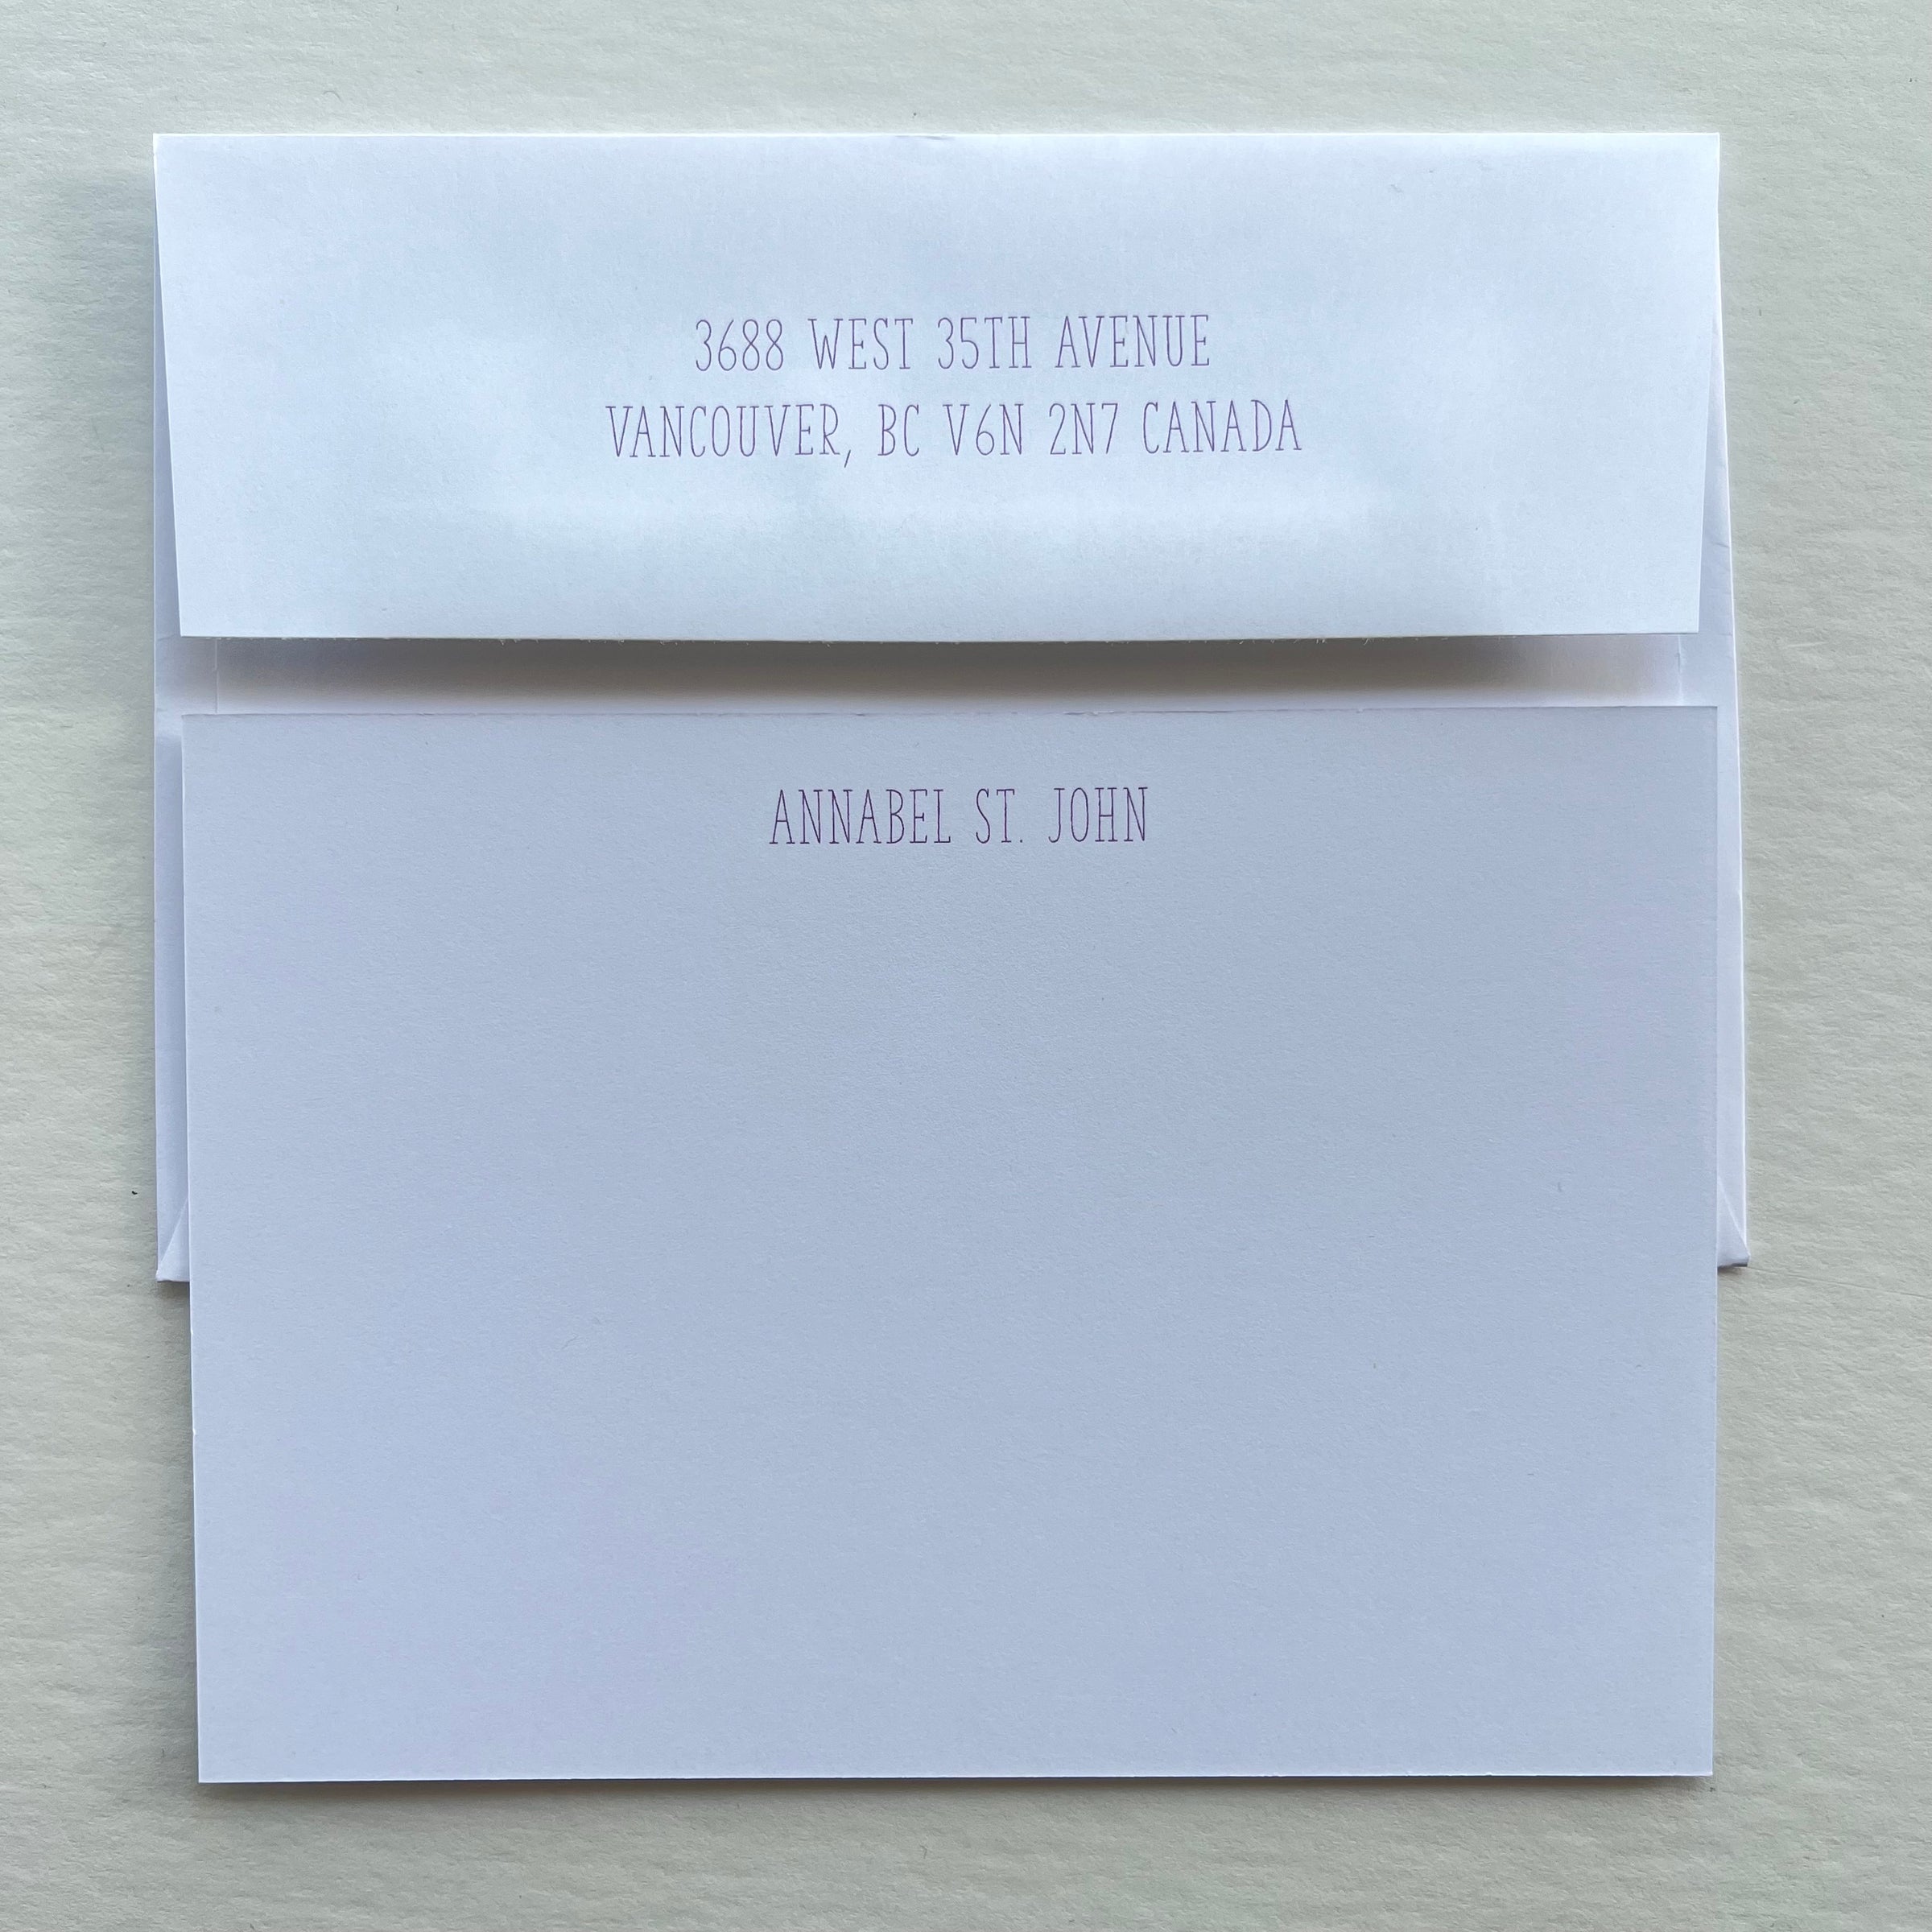 3688 WEST 35TH AVENUE
VANCOUVER, BC V6N 2N7 CANADA
ANNABEL ST. JOHN